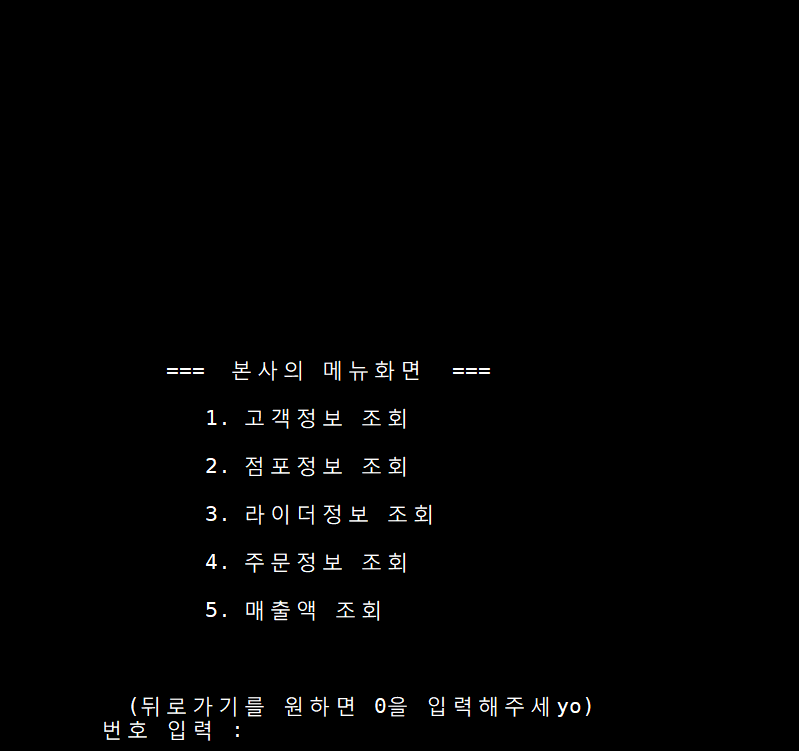 === 본사의 메뉴화면 ===
1. 고객정보 조회
2. 점포정보 조회
3. 라이더정보 조회
4. 주문정보 조회
5. 매출액 조회
(뒤로가기를 원하면 0을 입력해주세yo)
번호 입력 :